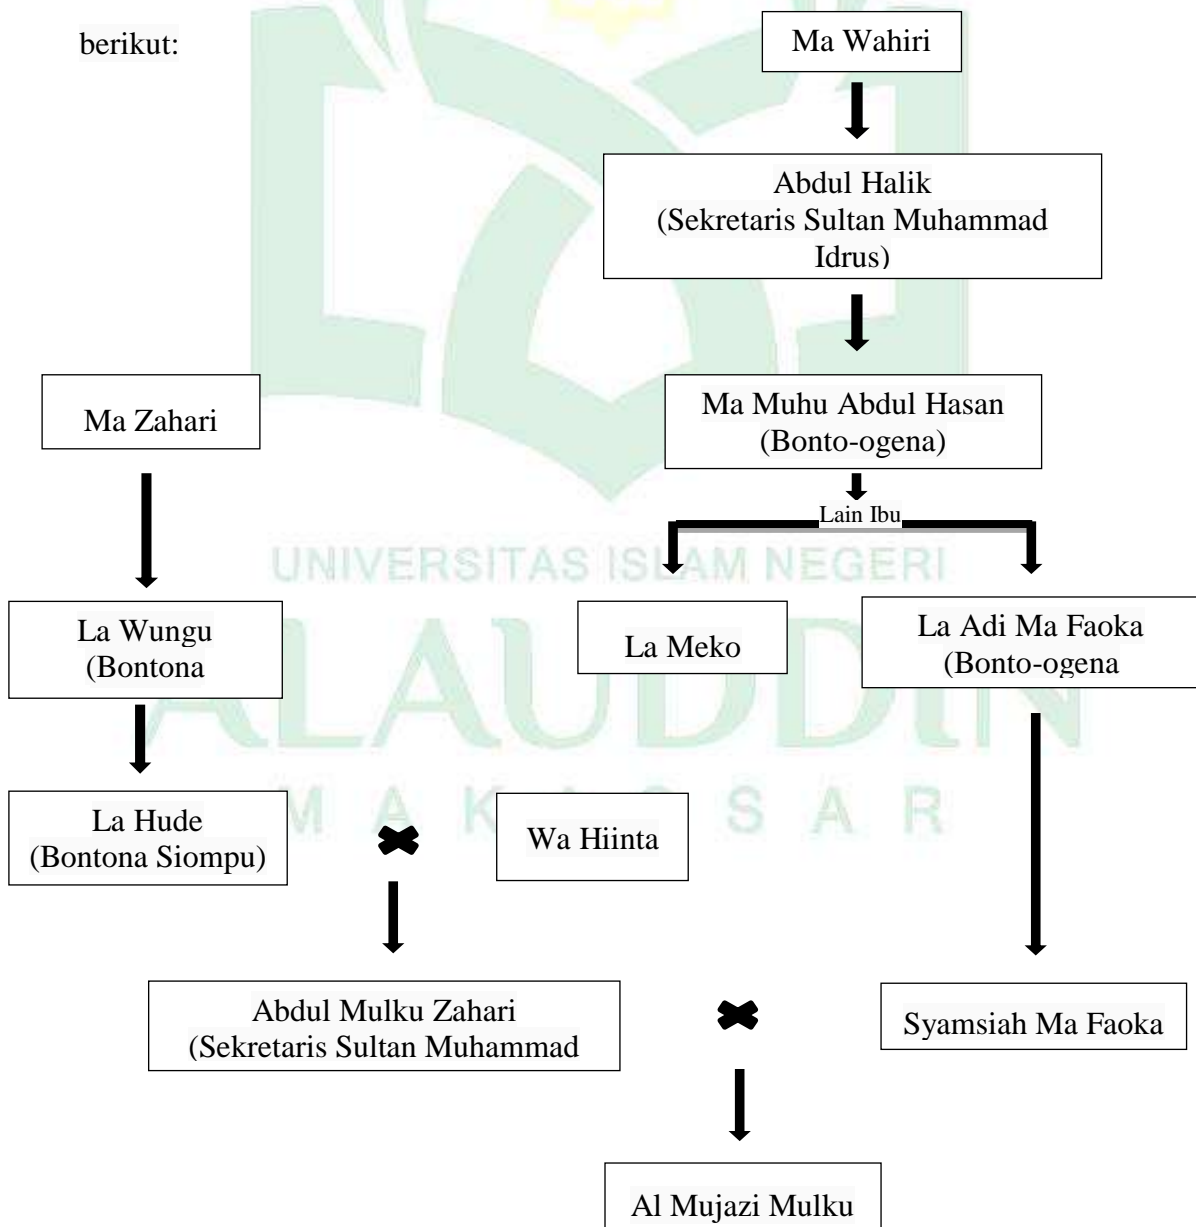 berikut:
Ma Wahiri
Abdul Halik
(Sekretaris Sultan Muhammad
Idrus)
Ma Zahari
Ma Muhu Abdul Hasan
(Bonto-ogena)
Lain Ibu
UNIVERSITAS ISLAM NEGERI
La Wungu
(Bontona
La Meko
La Adi Ma Faoka
(Bonto-ogena
ALAUDDIN
MAKASSAR
La Hude
(Bontona Siompu)
Wa Hiinta
Abdul Mulku Zahari
(Sekretaris Sultan Muhammad
Syamsiah Ma Faoka
Al Mujazi Mulku